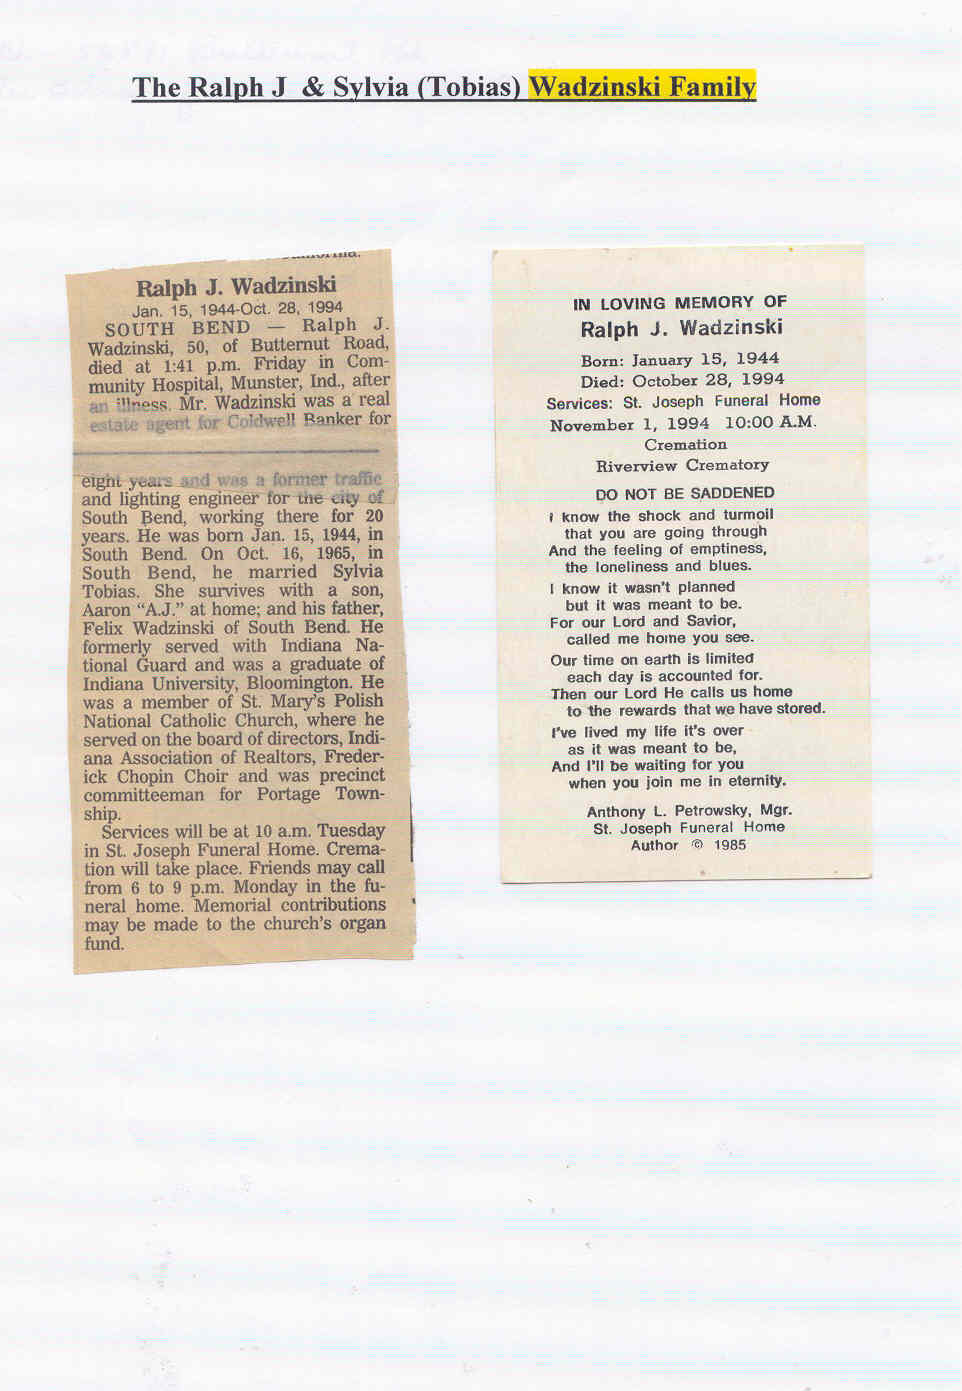 The Ralph J & Sylvia (Tobias) Wadzinski Family
Ralph J. Wadzinski
Jan. 15, 1944-Oct. 28, 1994
SOUTH BEND — Ralph J.
Wadzinski, 50, of Butternut Road,
died at 1:41 p.m. Friday in Com-
munity Hospital, Munster, Ind., after
an illness. Mr. Wadzinski was a real
estate agent for Coldwell Banker for
eight years and was a former traffic
and lighting engineer for the city of
South Bend, working there for 20
years. He was born Jan. 15, 1944, in
South Bend. On Oct. 16, 1965, in
South Bend, he married Sylvia
Tobias. She survives with a son,
Aaron “A.J.” at home; and his father,
Felix Wadzinski of South Bend. He
formerly served with Indiana Na-
tional Guard and was a graduate of
Indiana University, Bloomington. He
was a member of St. Mary's Polish
National Catholic Church, where he
served on the board of directors, Indi-
ana Association of Realtors, Freder-
ick Chopin Choir and was precinct
committeeman for Portage Town-
ship.
Services will be at 10 a.m. Tuesday
in St. Joseph Funeral Home. Crema-
tion will take place. Friends may call
from 6 to 9 p.m. Monday in the fu-
neral home. Memorial contributions
may be made to the church's organ
fund.
IN LOVING MEMORY OF
Ralph J. Wadzinski
Born: January 15, 1944
Died: October 28, 1994
Services: St. Joseph Funeral Home
November 1, 1994 10:00 A.M.
Cremation
Riverview Crematory
DO NOT BE SADDENED
I know the shock and turmoil
that you are going through
And the feeling of emptiness,
the loneliness and blues.
I know it wasn't planned
but it was meant to be.
For our Lord and Savior,
called me home you see.
Our time on earth is limited
each day is accounted for.
Then our Lord He calls us home
to the rewards that we have stored.
I've lived my life it's over
as it was meant to be,
And I'll be waiting for you
when you join me in eternity.
Anthony L. Petrowsky, Mgr.
St. Joseph Funeral Home
Author © 1985